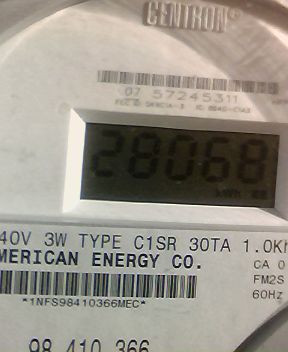 CENTRON®
07 57245311
28068
kWh
40V 3W TYPE C1SR 30TA 1.0Kh
MERICAN ENERGY CO.
CA 0
FM2S
60Hz
*1NFS98410366MEC*
98 410 366